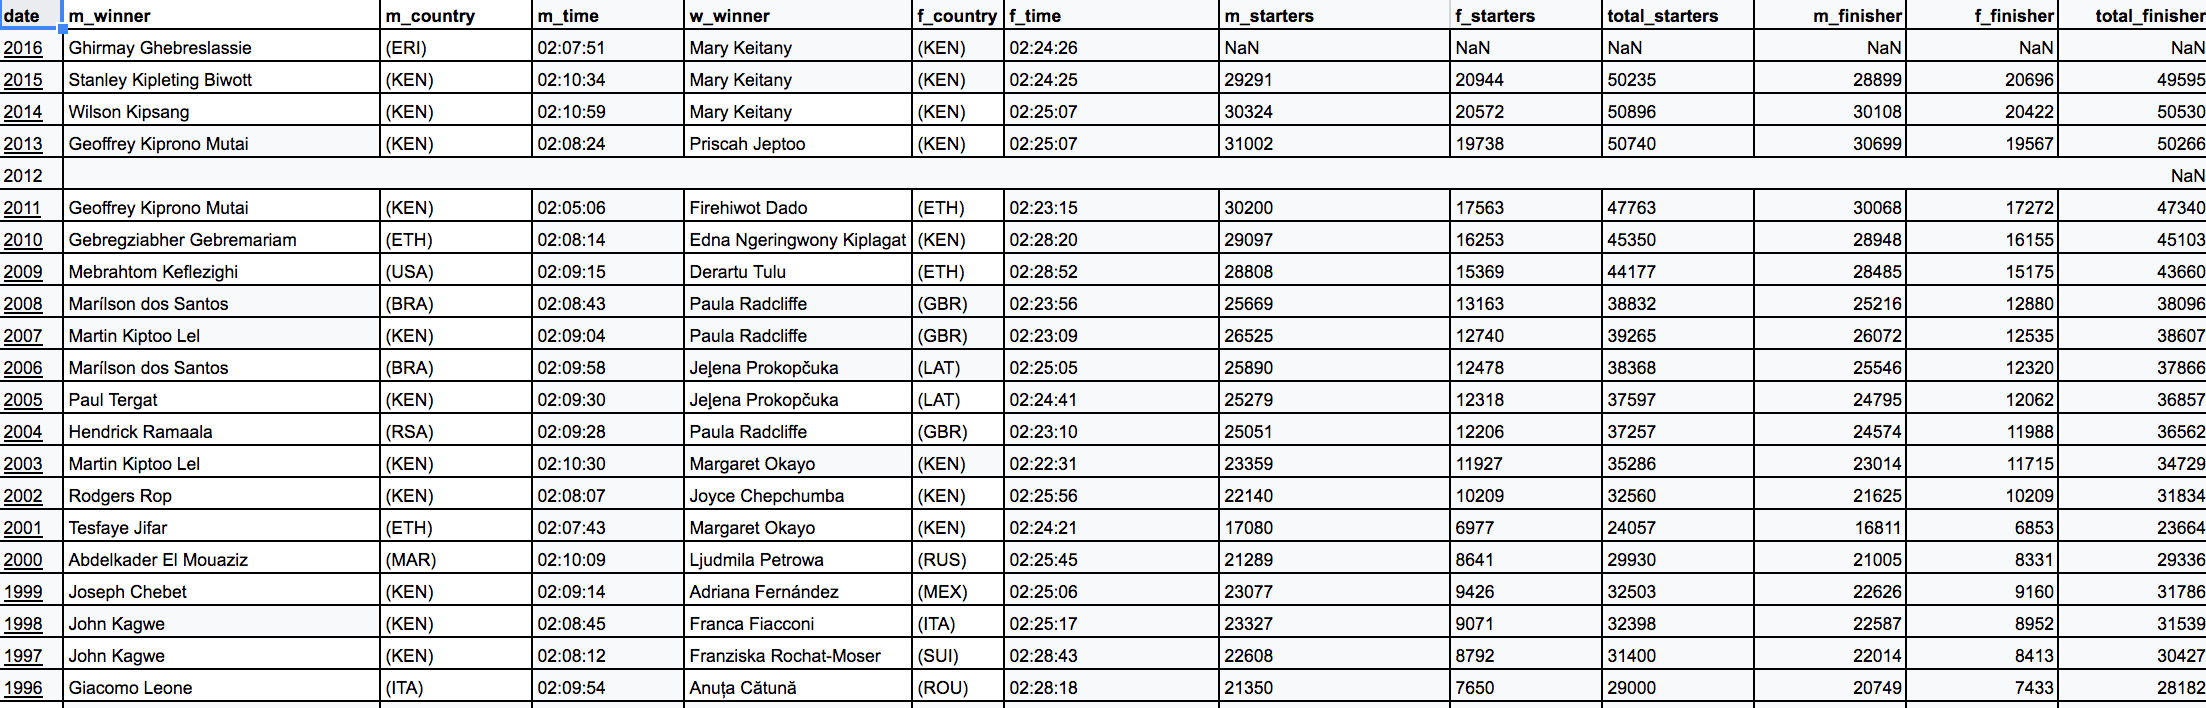 date m_winner m_country m_time w_winner f_country f_time m_starters f_starters total_starters m_finisher f_finisher total_finisher
2016 Ghirmay Ghebreslassie (ERI) 02:07:51 Mary Keitany (KEN) 02:24:26 NaN NaN NaN NaN NaN NaN
2015 Stanley Kipleting Biwott (KEN) 02:10:34 Mary Keitany (KEN) 02:24:25 29291 20944 50235 28899 20696 49595
2014 Wilson Kipsang (KEN) 02:10:59 Mary Keitany (KEN) 02:25:07 30324 20572 50896 30108 20422 50530
2013 Geoffrey Kiprono Mutai (KEN) 02:08:24 Priscah Jeptoo (KEN) 02:25:07 31002 19738 50740 30699 19567 50266
2012 NaN
2011 Geoffrey Kiprono Mutai (KEN) 02:05:06 Firehiwot Dado (ETH) 02:23:15 30200 17563 47763 30068 17272 47340
2010 Gebregziabher Gebremariam (ETH) 02:08:14 Edna Ngeringwony Kiplagat (KEN) 02:28:20 29097 16253 45350 28948 16155 45103
2009 Mebrahtom Keflezighi (USA) 02:09:15 Derartu Tulu (ETH) 02:28:52 28808 15369 44177 28485 15175 43660
2008 Marílson dos Santos (BRA) 02:08:43 Paula Radcliffe (GBR) 02:23:56 25669 13163 38832 25216 12880 38096
2007 Martin Kiptoo Lel (KEN) 02:09:04 Paula Radcliffe (GBR) 02:23:09 26525 12740 39265 26072 12535 38607
2006 Marílson dos Santos (BRA) 02:09:58 Jeļena Prokopčuka (LAT) 02:25:05 25890 12478 38368 25546 12320 37866
2005 Paul Tergat (KEN) 02:09:30 Jeļena Prokopčuka (LAT) 02:24:41 25279 12318 37597 24795 12062 36857
2004 Hendrick Ramaala (RSA) 02:09:28 Paula Radcliffe (GBR) 02:23:10 25051 12206 37257 24574 11988 36562
2003 Martin Kiptoo Lel (KEN) 02:10:30 Margaret Okayo (KEN) 02:22:31 23359 11927 35286 23014 11715 34729
2002 Rodgers Rop (KEN) 02:08:07 Joyce Chepchumba (KEN) 02:25:56 22140 10209 32560 21625 10209 31834
2001 Tesfaye Jifar (ETH) 02:07:43 Margaret Okayo (KEN) 02:24:21 17080 6977 24057 16811 6853 23664
2000 Abdelkader El Mouaziz (MAR) 02:10:09 Ljudmila Petrowa (RUS) 02:25:45 21289 8641 29930 21005 8331 29336
1999 Joseph Chebet (KEN) 02:09:14 Adriana Fernández (MEX) 02:25:06 23077 9426 32503 22626 9160 31786
1998 John Kagwe (KEN) 02:08:45 Franca Fiacconi (ITA) 02:25:17 23327 9071 32398 22587 8952 31539
1997 John Kagwe (KEN) 02:08:12 Franziska Rochat-Moser (SUI) 02:28:43 22608 8792 31400 22014 8413 30427
1996 Giacomo Leone (ITA) 02:09:54 Anuța Cătună (ROU) 02:28:18 21350 7650 29000 20749 7433 28182